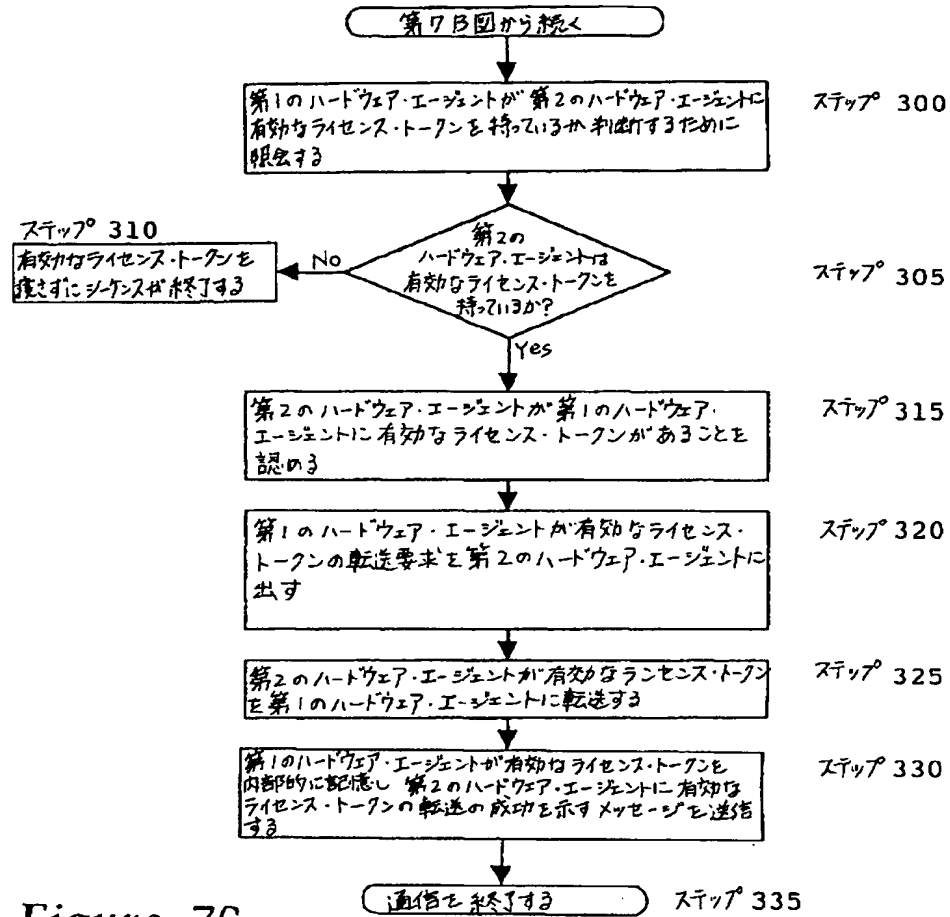 第7B図から続く
第1のハードウェア・エージェントが第2のハードウェア・エージェントに
有効なライセンス・トークンを持っているか判断するために
照会する
ステップ 300
第2の
ハードウェア・エージェントは
有効なライセンス・トークンを
持っているか?
ステップ 305
No
ステップ 310
有効なライセンス・トークンを
渡さずにシーケンスが終了する
Yes
第2のハードウェア・エージェントが第1のハードウェア・
エージェントに有効なライセンス・トークンがあることを
認める
ステップ 315
第1のハードウェア・エージェントが有効なライセンス・
トークンの転送要求を第2のハードウェア・エージェントに
出す
ステップ 320
第2のハードウェア・エージェントが有効なランセンス・トークン
を第1のハードウェア・エージェントに転送する
ステップ 325
第1のハードウェア・エージェントが有効なライセンス・トークンを
内部的に記憶し 第2のハードウェア・エージェントに有効な
ライセンス・トークンの転送の成功を示すメッセージを送信
する
ステップ 330
通信を終了する
ステップ 335
Figure 7C